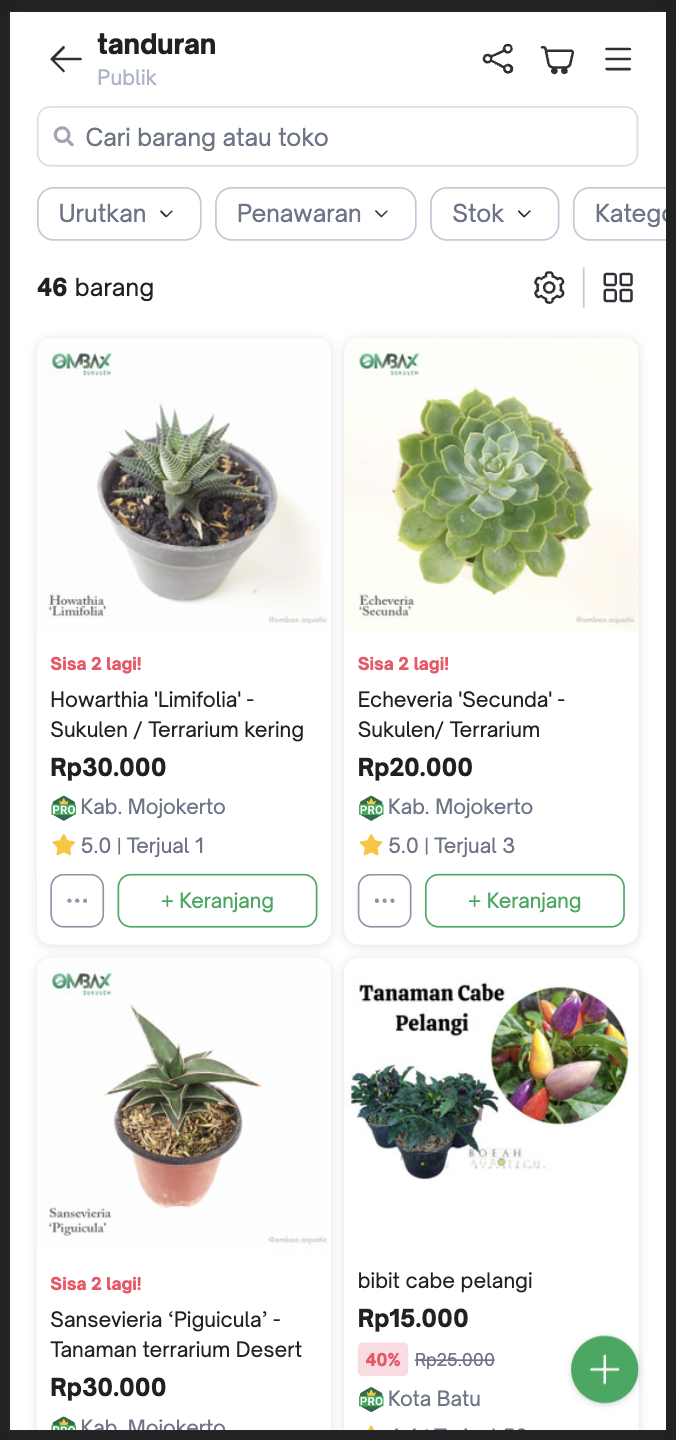 tanduran
Publik
Cari barang atau toko
Urutkan
Penawaran
Stok
Katego
46 barang
OMBAX
SUKULEN
Howathia
'Limifolia'
@ombax.aquatic
Sisa 2 lagi!
Howarthia 'Limifolia' -
Sukulen / Terrarium kering
Rp30.000
PRO Kab. Mojokerto
5.0 | Terjual 1
+ Keranjang
OMBAX
SUKULEN
Echeveria
'Secunda'
@ombax.aquatic
Sisa 2 lagi!
Echeveria 'Secunda' -
Sukulen/ Terrarium
Rp20.000
PRO Kab. Mojokerto
5.0 | Terjual 3
+ Keranjang
OMBAX
SUKULEN
Sansevieria
'Piguicula'
@ombax.aquatic
Sisa 2 lagi!
Sansevieria ‘Piguicula’ -
Tanaman terrarium Desert
Rp30.000
PRO Kab. Mojokerto
Tanaman Cabe
Pelangi
BOEAH
AGROTECH
bibit cabe pelangi
Rp15.000
40% Rp25.000
PRO Kota Batu